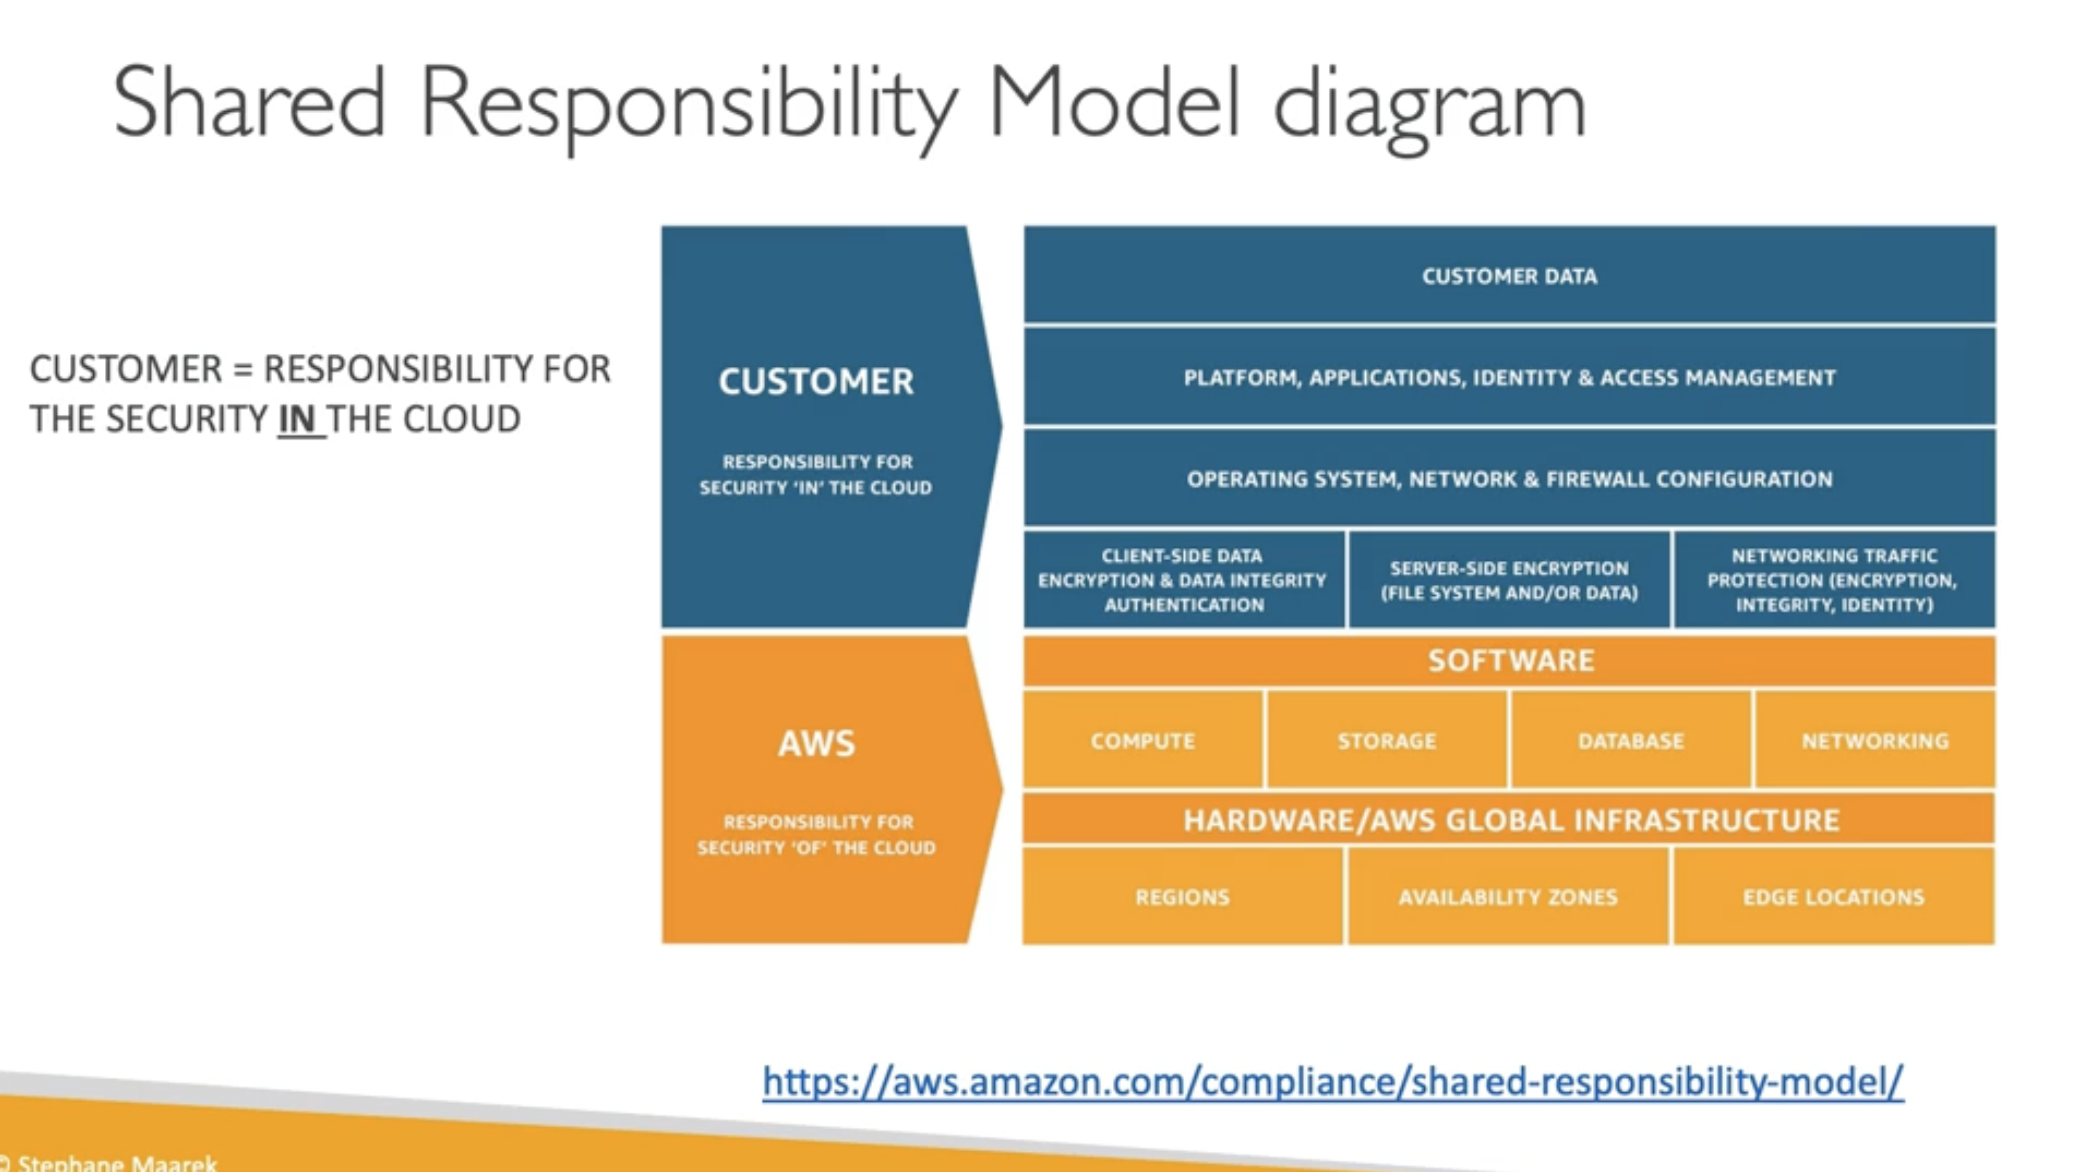 Shared Responsibility Model diagram
CUSTOMER = RESPONSIBILITY FOR
THE SECURITY IN THE CLOUD
CUSTOMER
RESPONSIBILITY FOR
SECURITY 'IN' THE CLOUD
CUSTOMER DATA
PLATFORM, APPLICATIONS, IDENTITY & ACCESS MANAGEMENT
OPERATING SYSTEM, NETWORK & FIREWALL CONFIGURATION
CLIENT-SIDE DATA
ENCRYPTION & DATA INTEGRITY
AUTHENTICATION
SERVER-SIDE ENCRYPTION
(FILE SYSTEM AND/OR DATA)
NETWORKING TRAFFIC
PROTECTION (ENCRYPTION,
INTEGRITY, IDENTITY)
AWS
RESPONSIBILITY FOR
SECURITY 'OF' THE CLOUD
SOFTWARE
COMPUTE
STORAGE
DATABASE
NETWORKING
HARDWARE/AWS GLOBAL INFRASTRUCTURE
REGIONS
AVAILABILITY ZONES
EDGE LOCATIONS
https://aws.amazon.com/compliance/shared-responsibility-model/
© Stephane Maarek